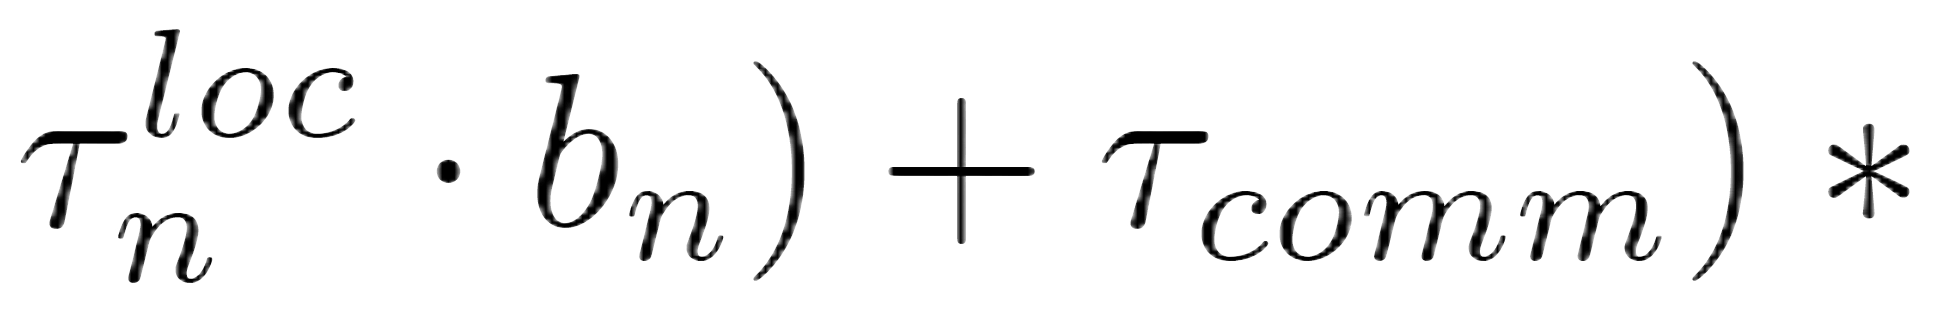 τ_n^{loc} · b_n) + τ_{comm}) *